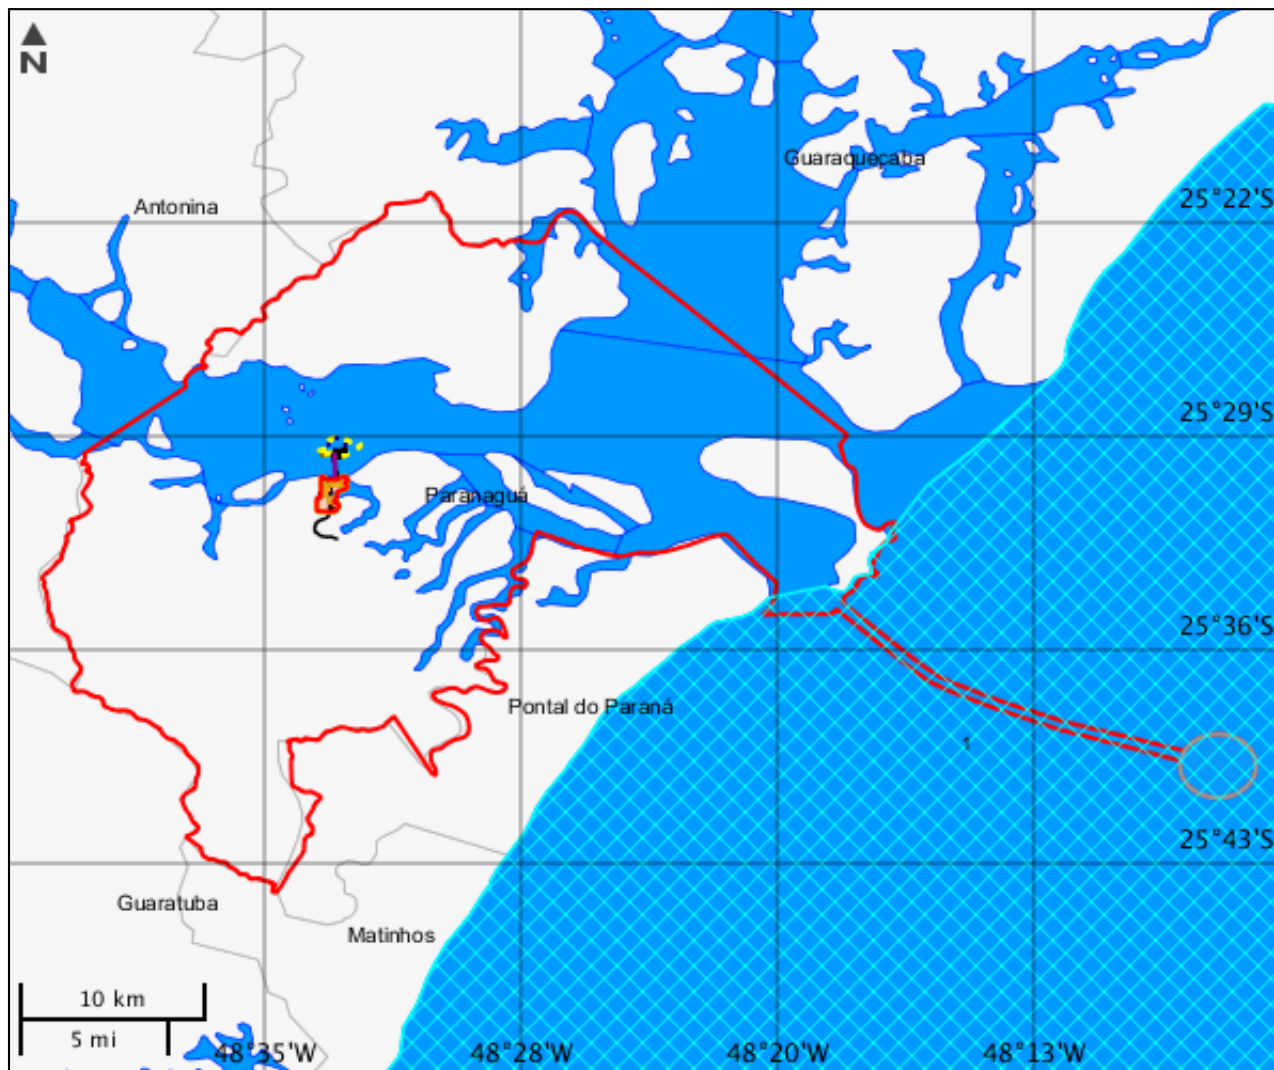 N
Guaraqueçaba
25°22'S
Antonina
25°29'S
Paranaguá
25°36'S
Pontal do Paraná
1
25°43'S
Guaratuba
Matinhos
10 km
5 mi
48°35'W
48°28'W
48°20'W
48°13'W